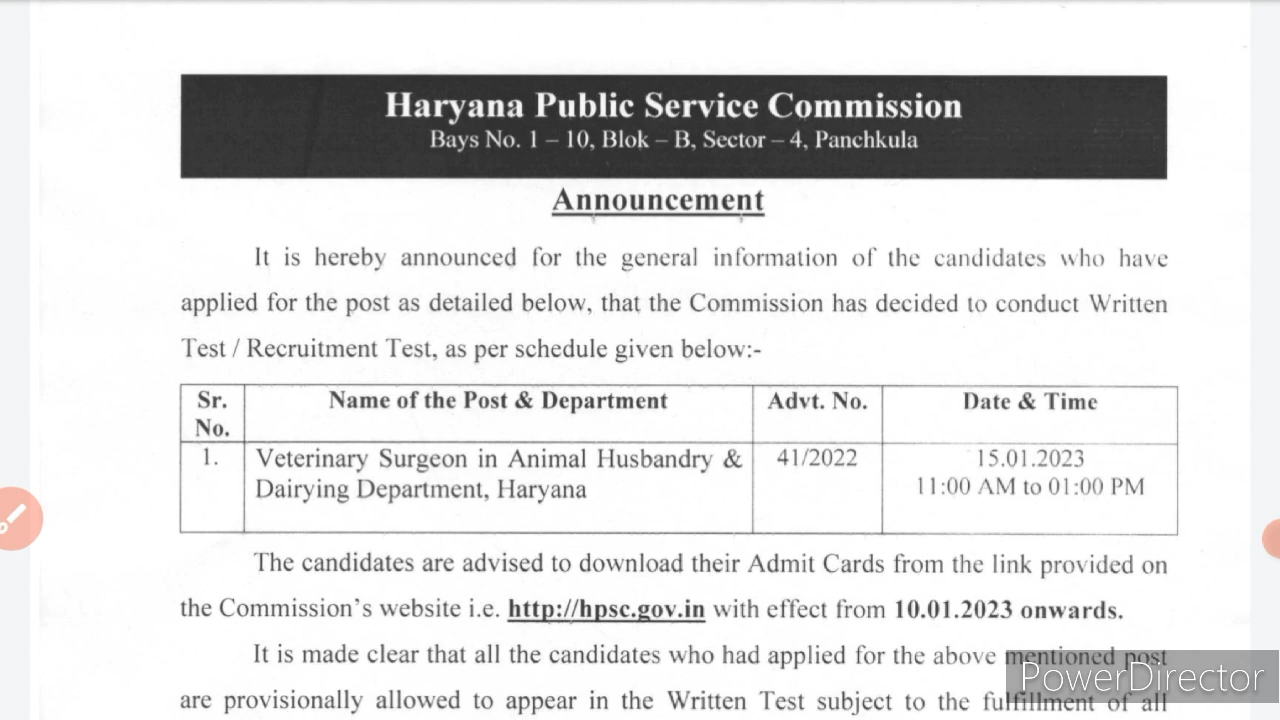 Haryana Public Service Commission
Bays No. 1 – 10, Blok – B, Sector – 4, Panchkula
Announcement
It is hereby announced for the general information of the candidates who have
applied for the post as detailed below, that the Commission has decided to conduct Written
Test / Recruitment Test, as per schedule given below:-
Sr. No. Name of the Post & Department Advt. No. Date & Time
1. Veterinary Surgeon in Animal Husbandry & 41/2022 15.01.2023
Dairying Department, Haryana 11:00 AM to 01:00 PM
The candidates are advised to download their Admit Cards from the link provided on
the Commission's website i.e. http://hpsc.gov.in with effect from 10.01.2023 onwards.
It is made clear that all the candidates who had applied for the above mentioned post
are provisionally allowed to appear in the Written Test subject to the fulfillment of all
PowerDirector